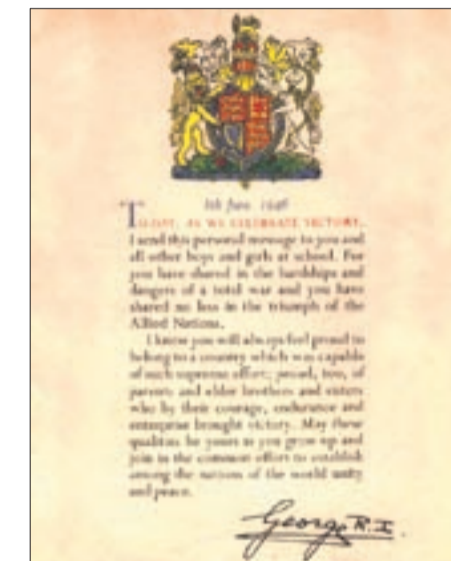 8th June, 1946
TO-DAY, AS WE CELEBRATE VICTORY,
I send this personal message to you and
all other boys and girls at school. For
you have shared in the hardships and
dangers of a total war and you have
shared no less in the triumph of the
Allied Nations.
I know you will always feel proud to
belong to a country which was capable
of such supreme effort; proud, too, of
parents and elder brothers and sisters
who by their courage, endurance and
enterprise brought victory. May these
qualities be yours as you grow up and
join in the common effort to establish
among the nations of the world unity
and peace.
George R.I.